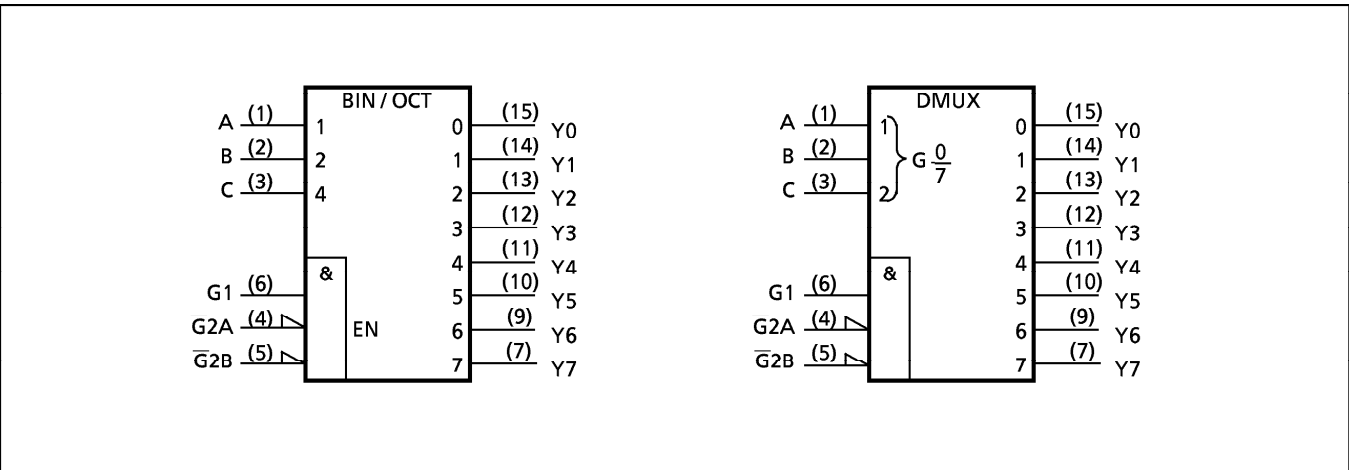 BIN / OCT
A (1) 1 0 (15) Y0
B (2) 2 1 (14) Y1
C (3) 4 2 (13) Y2
3 (12) Y3
& 4 (11) Y4
G1 (6) 5 (10) Y5
G2A (4) EN 6 (9) Y6
G̅2B (5) 7 (7) Y7
DMUX
A (1) 1 0 (15) Y0
B (2) G 0/7 1 (14) Y1
C (3) 2 2 (13) Y2
3 (12) Y3
& 4 (11) Y4
G1 (6) 5 (10) Y5
G2A (4) 6 (9) Y6
G̅2B (5) 7 (7) Y7